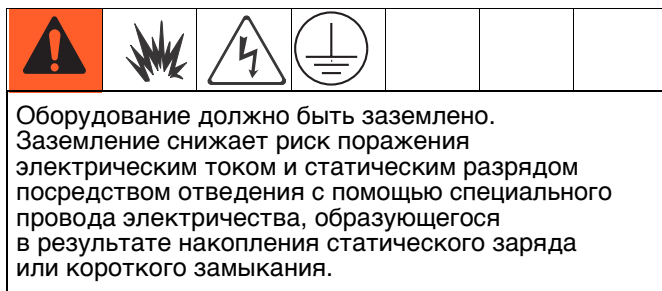 Оборудование должно быть заземлено.
Заземление снижает риск поражения
электрическим током и статическим разрядом
посредством отведения с помощью специального
провода электричества, образующегося
в результате накопления статического заряда
или короткого замыкания.